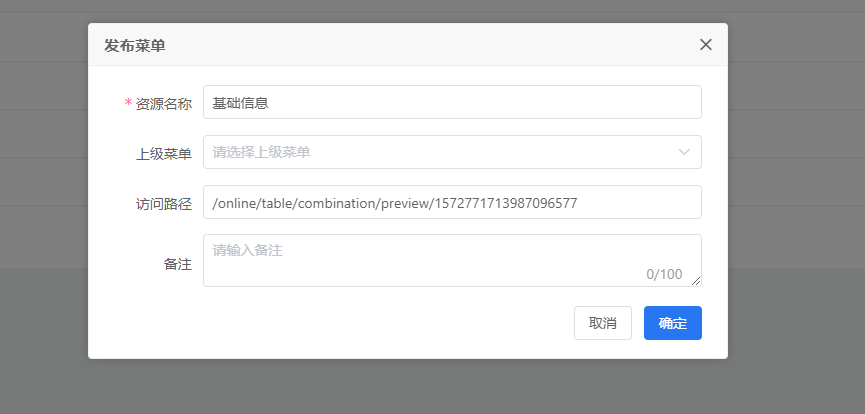 发布菜单
* 资源名称 基础信息
上级菜单 请选择上级菜单
访问路径 /online/table/combination/preview/1572771713987096577
备注 请输入备注
0/100
取消 确定